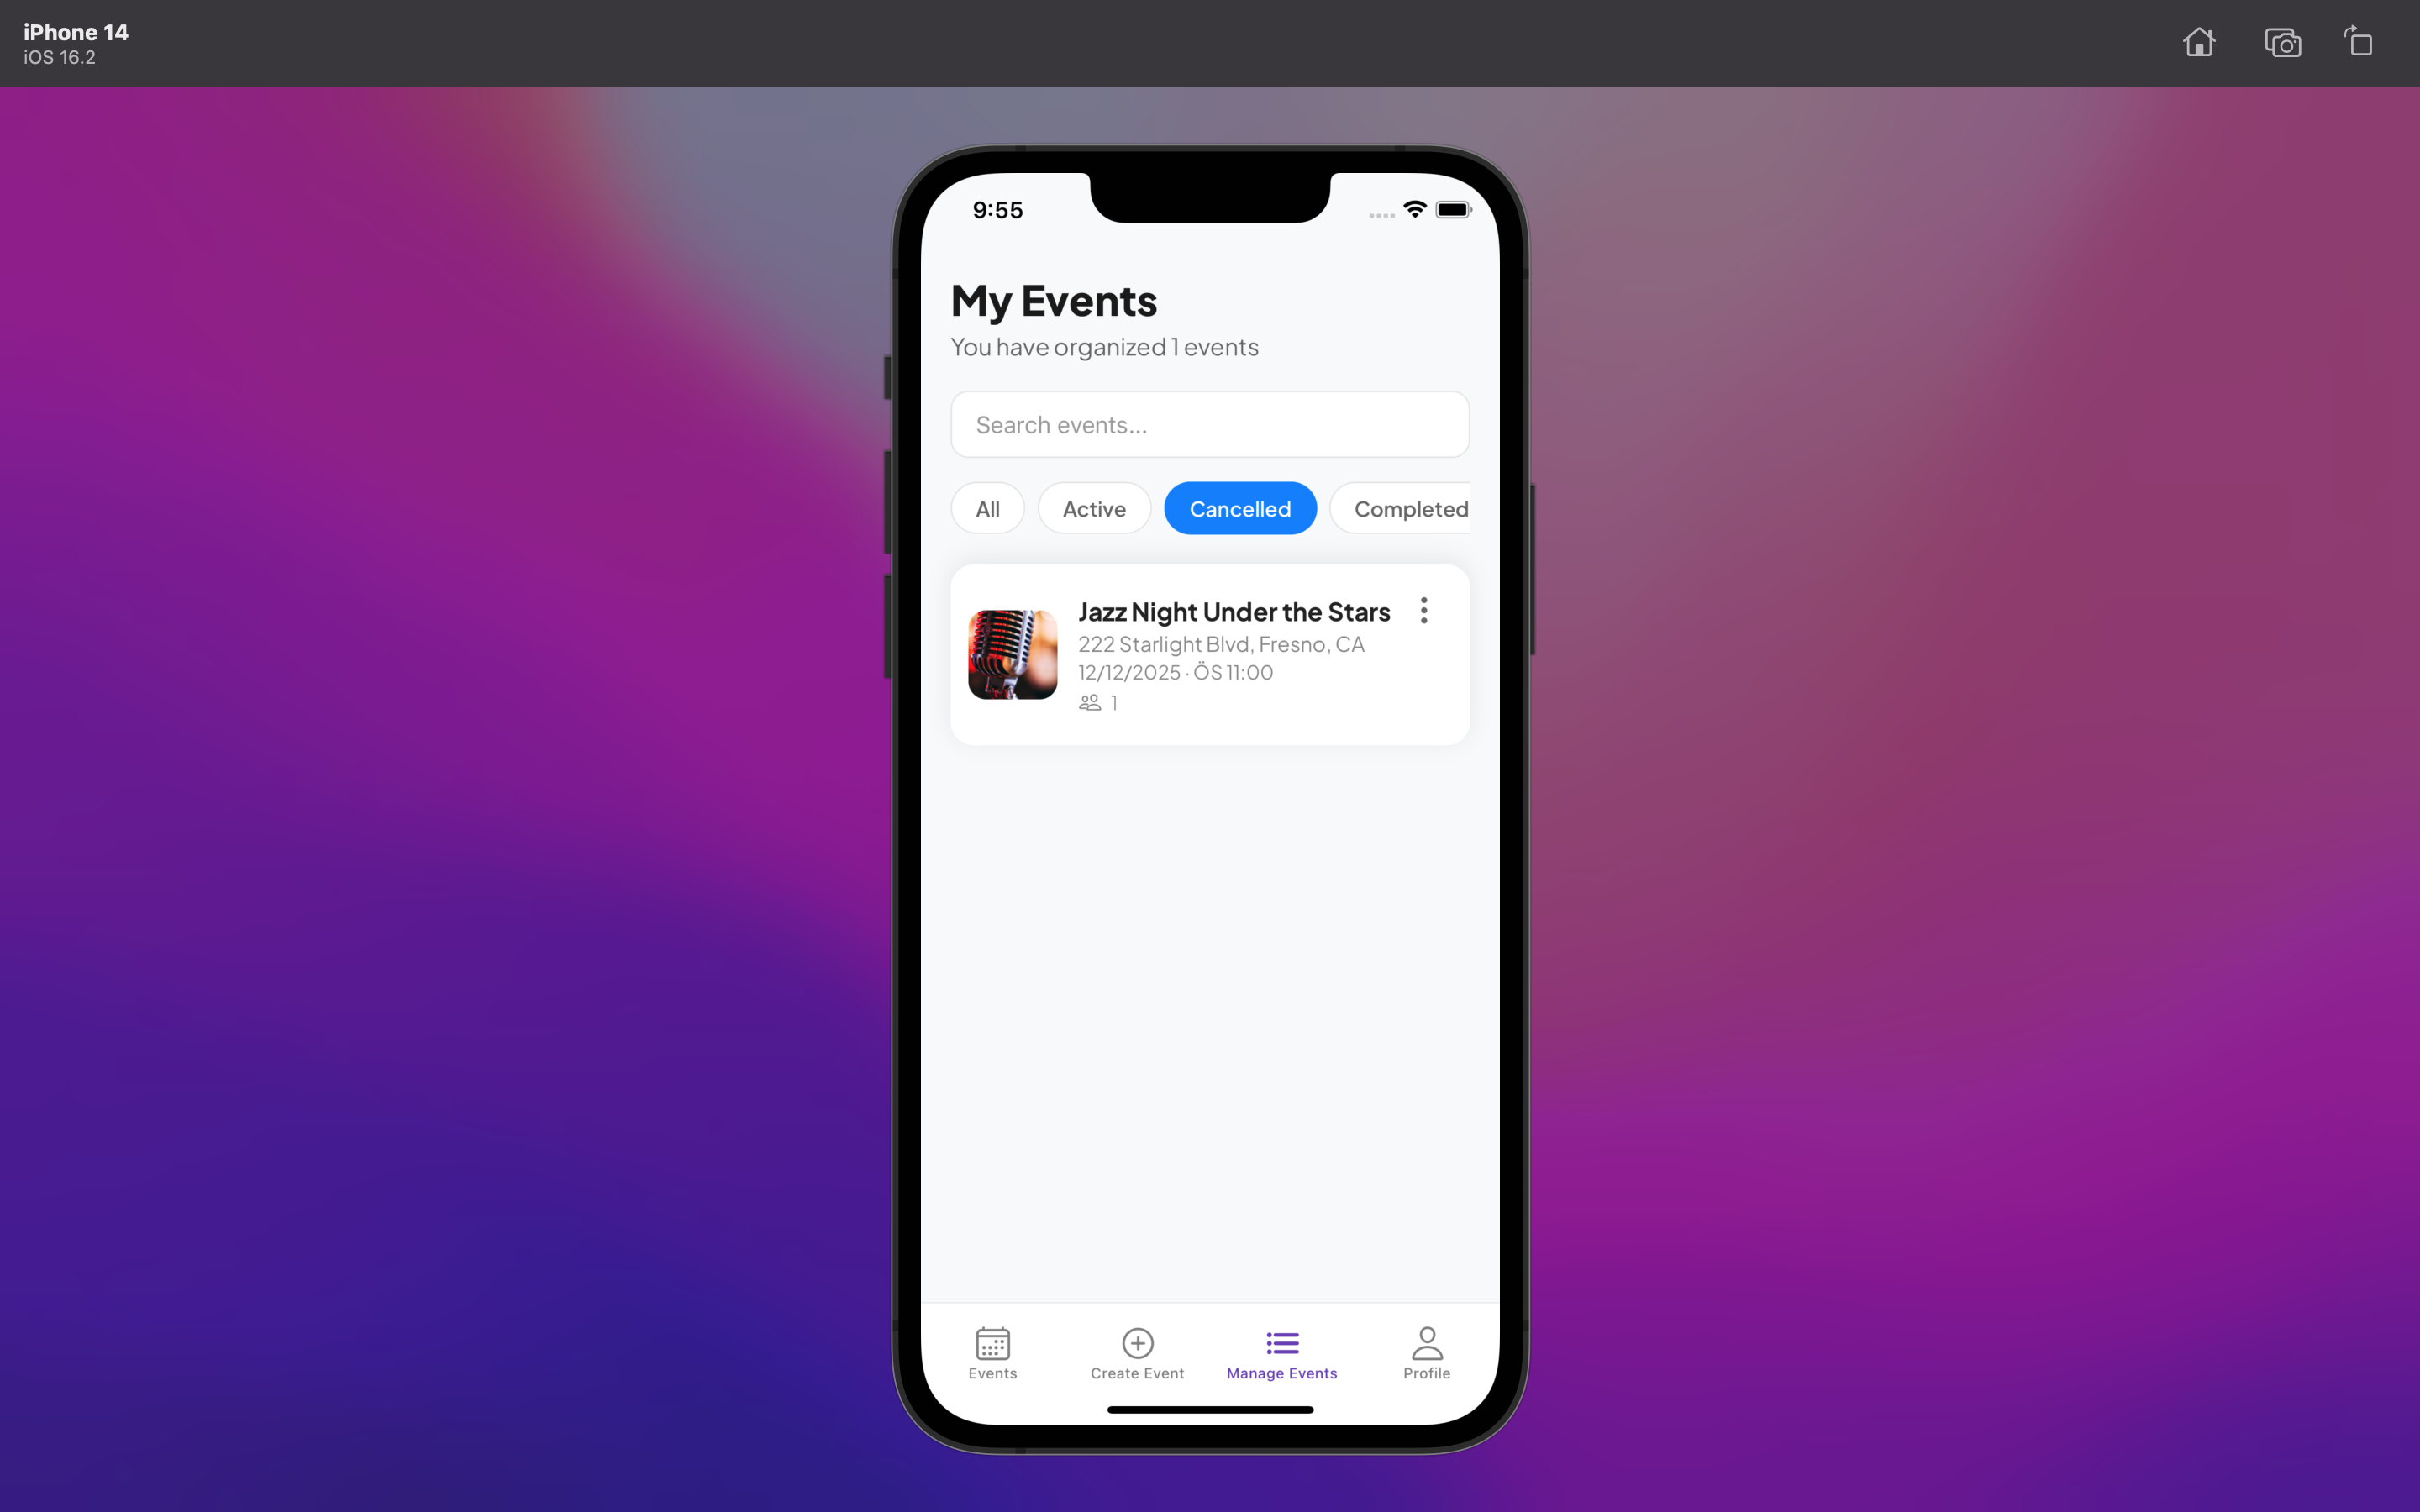 iPhone 14
iOS 16.2
9:55
My Events
You have organized 1 events
Search events...
All Active Cancelled Completed
Jazz Night Under the Stars
222 Starlight Blvd, Fresno, CA
12/12/2025 · ÖS 11:00
1
Events Create Event Manage Events Profile